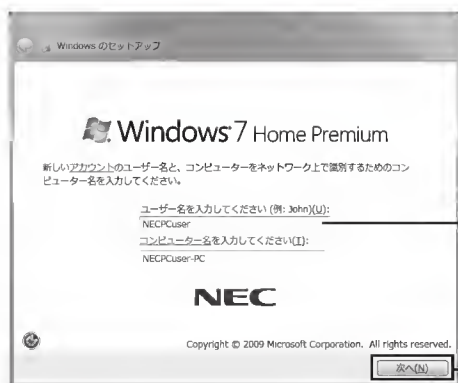 Windows のセットアップ
Windows 7 Home Premium
新しいアカウントのユーザー名と、コンピューターをネットワーク上で識別するためのコン
ピューター名を入力してください。
ユーザー名を入力してください (例: John)(U):
NECPCuser
コンピューター名を入力してください(T):
NECPCuser-PC
NEC
Copyright © 2009 Microsoft Corporation. All rights reserved.
次へ(N)